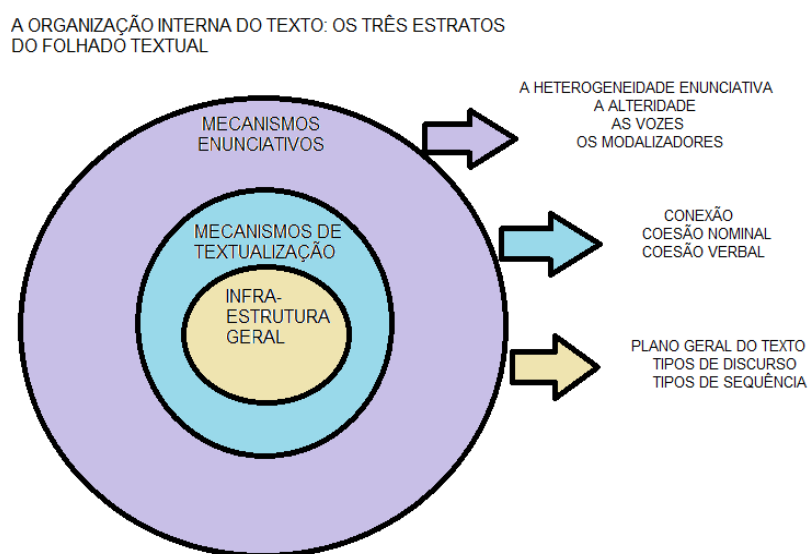 A ORGANIZAÇÃO INTERNA DO TEXTO: OS TRÊS ESTRATOS
DO FOLHADO TEXTUAL
MECANISMOS
ENUNCIATIVOS
A HETEROGENEIDADE ENUNCIATIVA
A ALTERIDADE
AS VOZES
OS MODALIZADORES
MECANISMOS DE
TEXTUALIZAÇÃO
CONEXÃO
COESÃO NOMINAL
COESÃO VERBAL
INFRA-
ESTRUTURA
GERAL
PLANO GERAL DO TEXTO
TIPOS DE DISCURSO
TIPOS DE SEQUÊNCIA